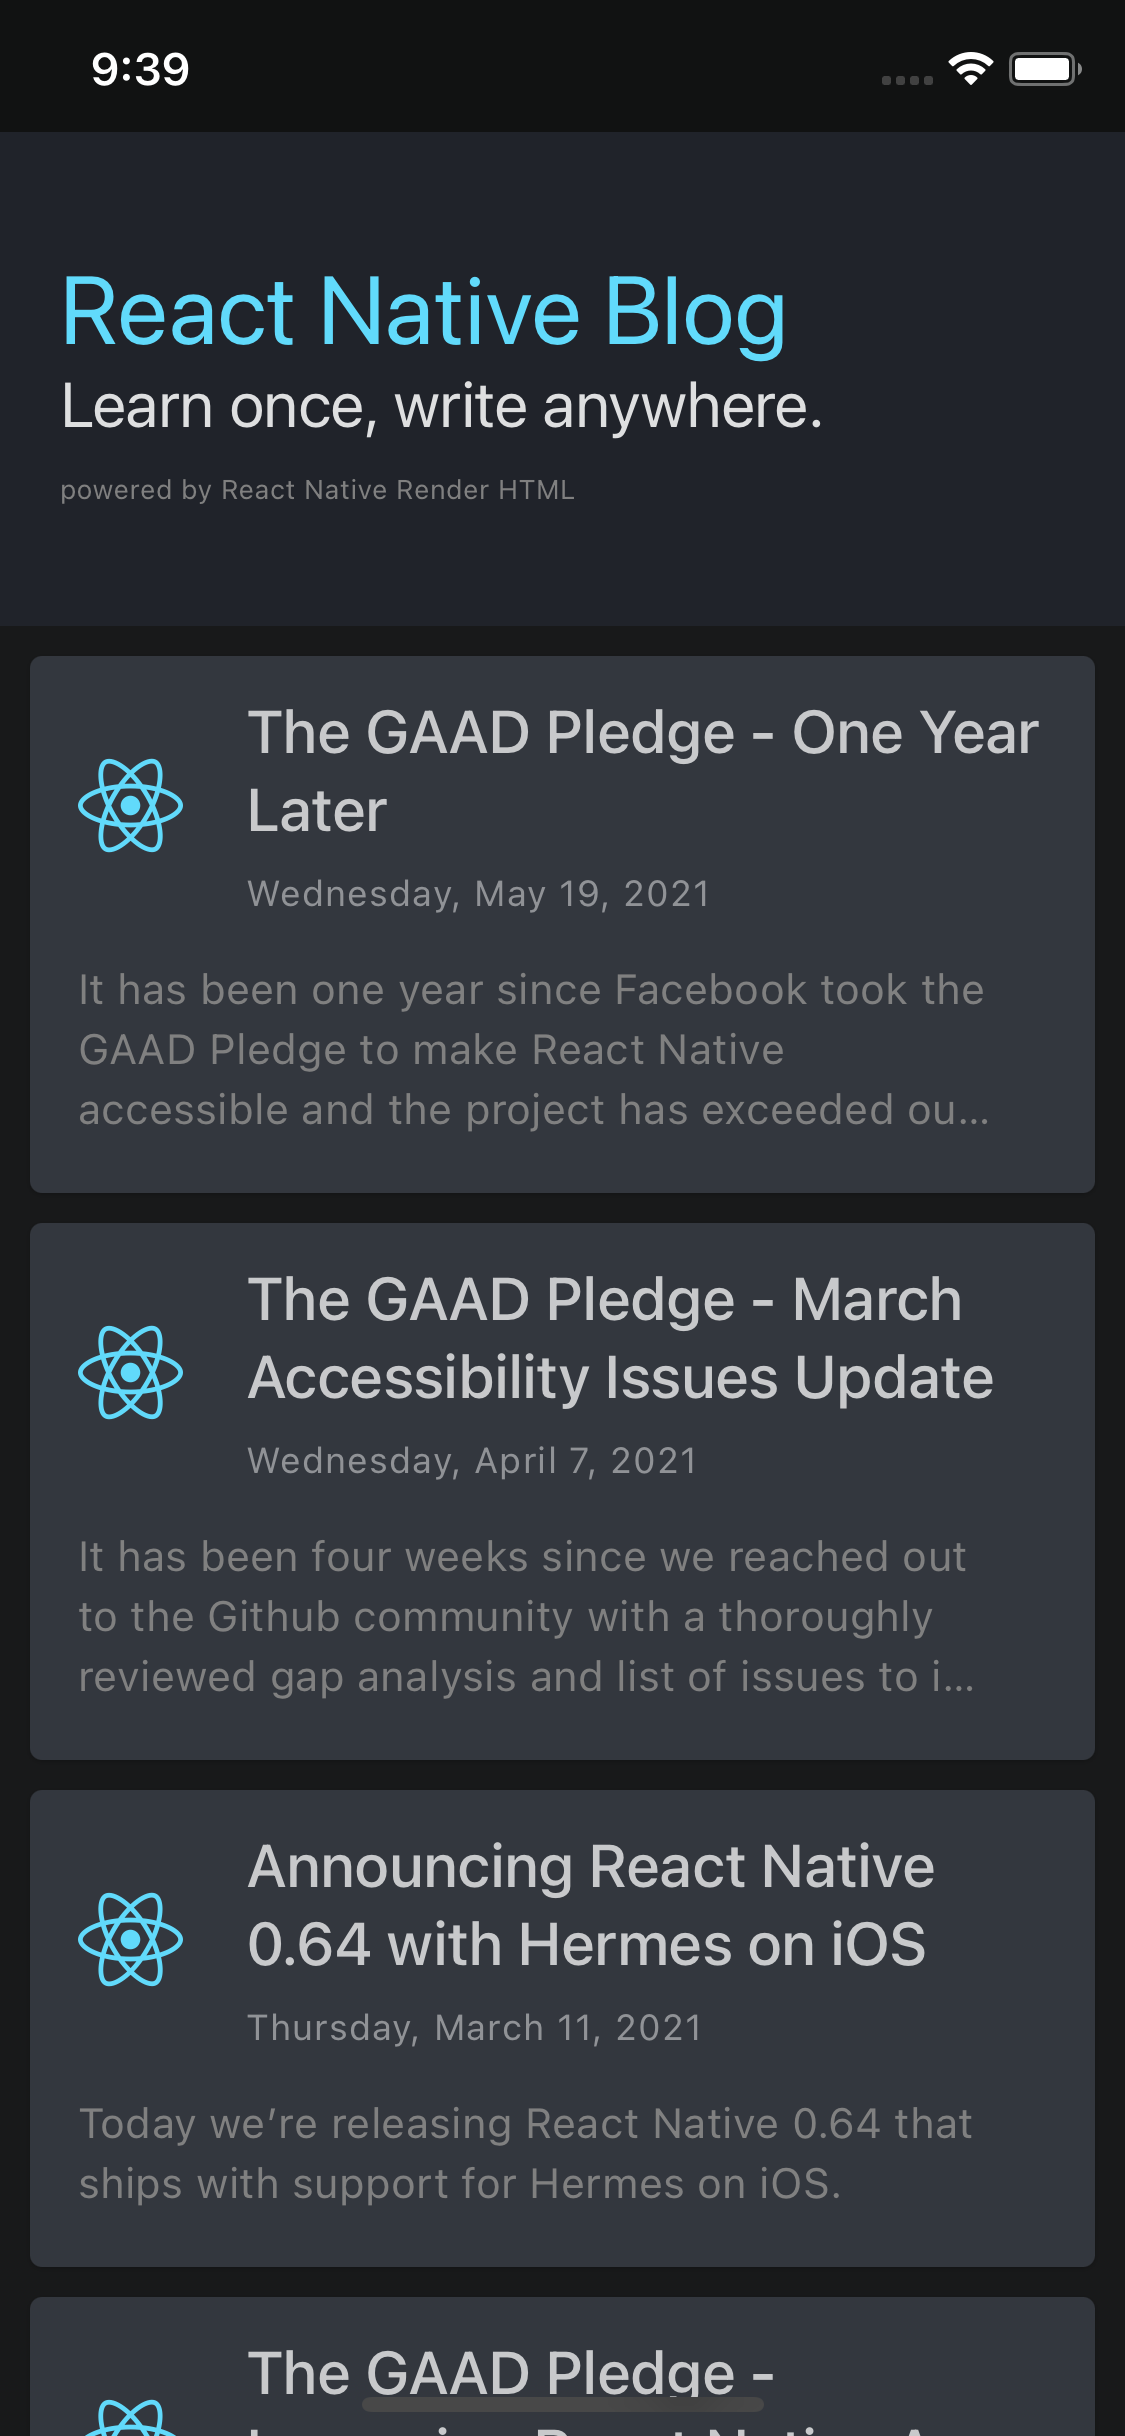 9:39
React Native Blog
Learn once, write anywhere.
powered by React Native Render HTML
The GAAD Pledge - One Year
Later
Wednesday, May 19, 2021
It has been one year since Facebook took the
GAAD Pledge to make React Native
accessible and the project has exceeded ou...
The GAAD Pledge - March
Accessibility Issues Update
Wednesday, April 7, 2021
It has been four weeks since we reached out
to the Github community with a thoroughly
reviewed gap analysis and list of issues to i...
Announcing React Native
0.64 with Hermes on iOS
Thursday, March 11, 2021
Today we’re releasing React Native 0.64 that
ships with support for Hermes on iOS.
The GAAD Pledge -